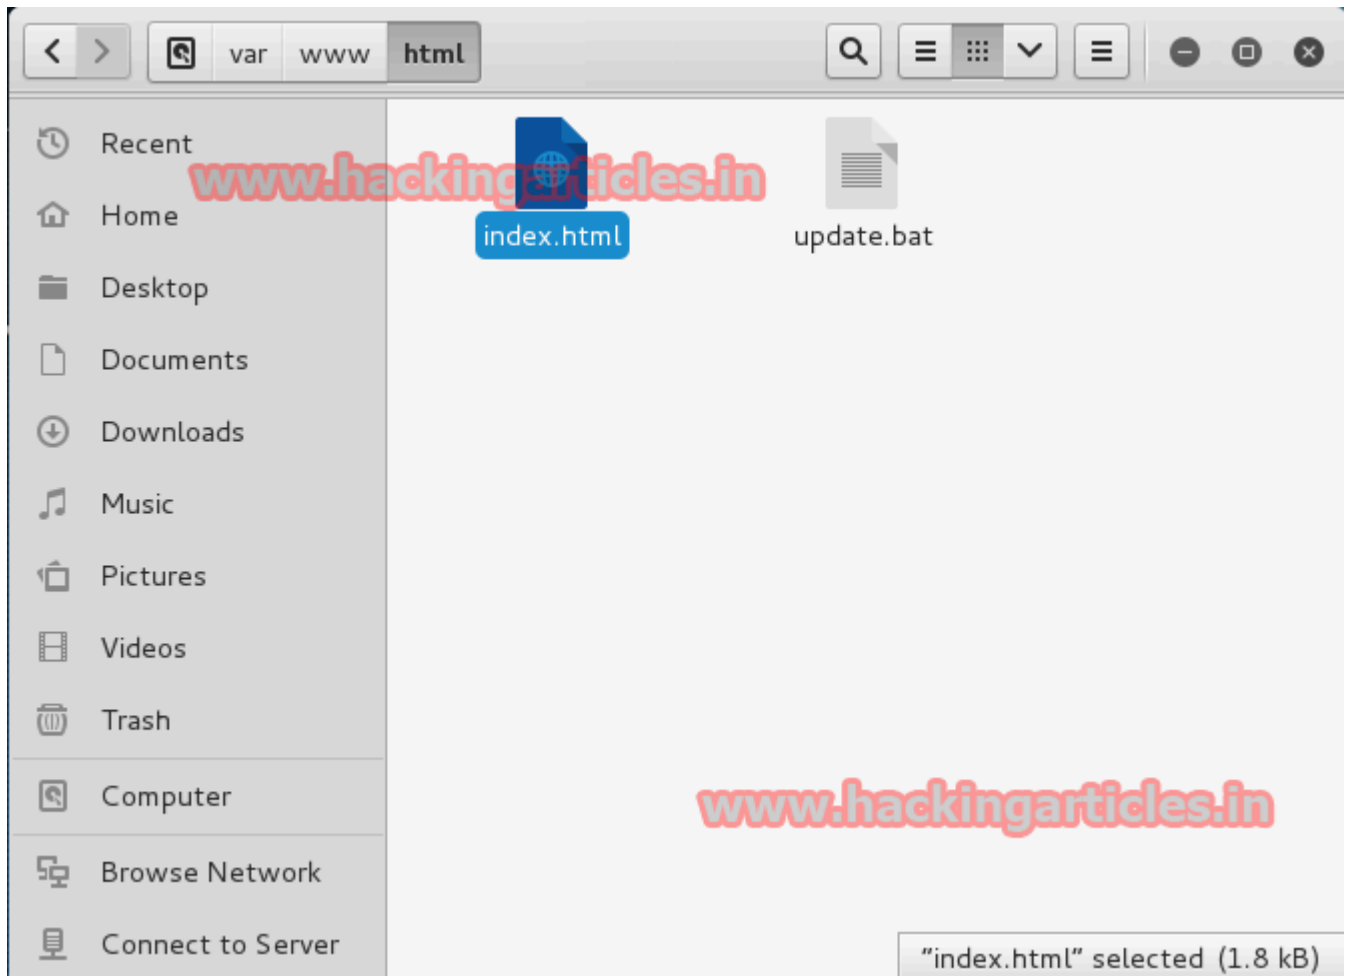 var www html
Recent
www.hackingarticles.in
Home
index.html
update.bat
Desktop
Documents
Downloads
Music
Pictures
Videos
Trash
Computer
www.hackingarticles.in
Browse Network
Connect to Server
“index.html” selected (1.8 kB)